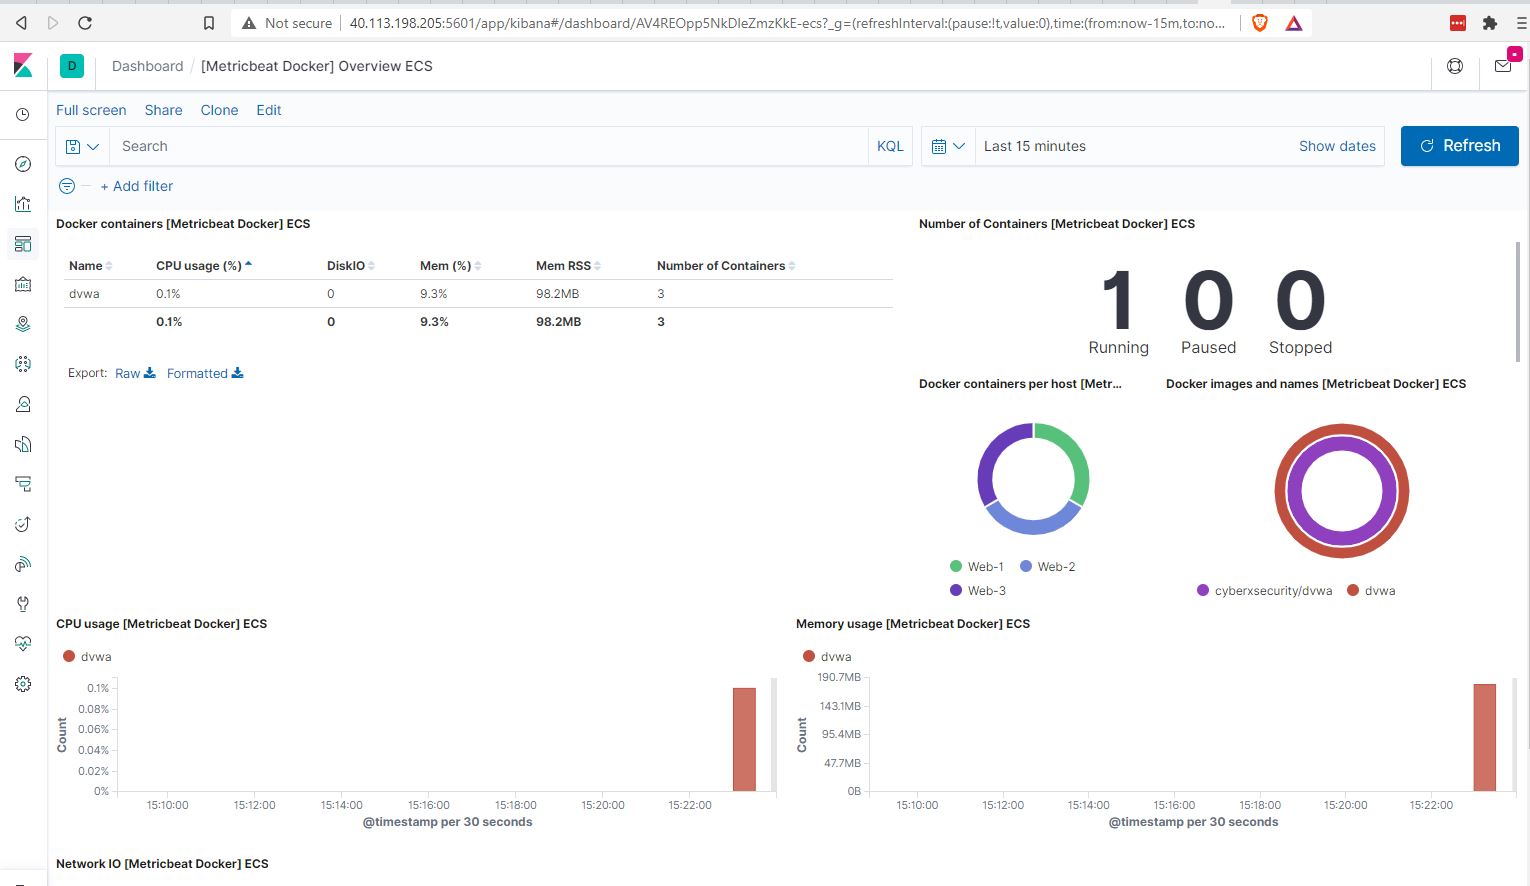 Not secure
40.113.198.205:5601/app/kibana#/dashboard/AV4REOpp5NkDleZmzKkE-ecs?_g=(refreshInterval:(pause:!t,value:0),time:(from:now-15m,to:no...
D
Dashboard / [Metricbeat Docker] Overview ECS
Full screen Share Clone Edit
Search KQL Last 15 minutes Show dates Refresh
+ Add filter
Docker containers [Metricbeat Docker] ECS
Name CPU usage (%) DiskIO Mem (%) Mem RSS Number of Containers
dvwa 0.1% 0 9.3% 98.2MB 3
0.1% 0 9.3% 98.2MB 3
Export: Raw Formatted
Number of Containers [Metricbeat Docker] ECS
1 0 0
Running Paused Stopped
Docker containers per host [Metr...
Web-1 Web-2
Web-3
Docker images and names [Metricbeat Docker] ECS
cyberxsecurity/dvwa dvwa
CPU usage [Metricbeat Docker] ECS
dvwa
Count
0.1%
0.08%
0.06%
0.04%
0.02%
0%
15:10:00 15:12:00 15:14:00 15:16:00 15:18:00 15:20:00 15:22:00
@timestamp per 30 seconds
Memory usage [Metricbeat Docker] ECS
dvwa
Count
190.7MB
143.1MB
95.4MB
47.7MB
0B
15:10:00 15:12:00 15:14:00 15:16:00 15:18:00 15:20:00 15:22:00
@timestamp per 30 seconds
Network IO [Metricbeat Docker] ECS